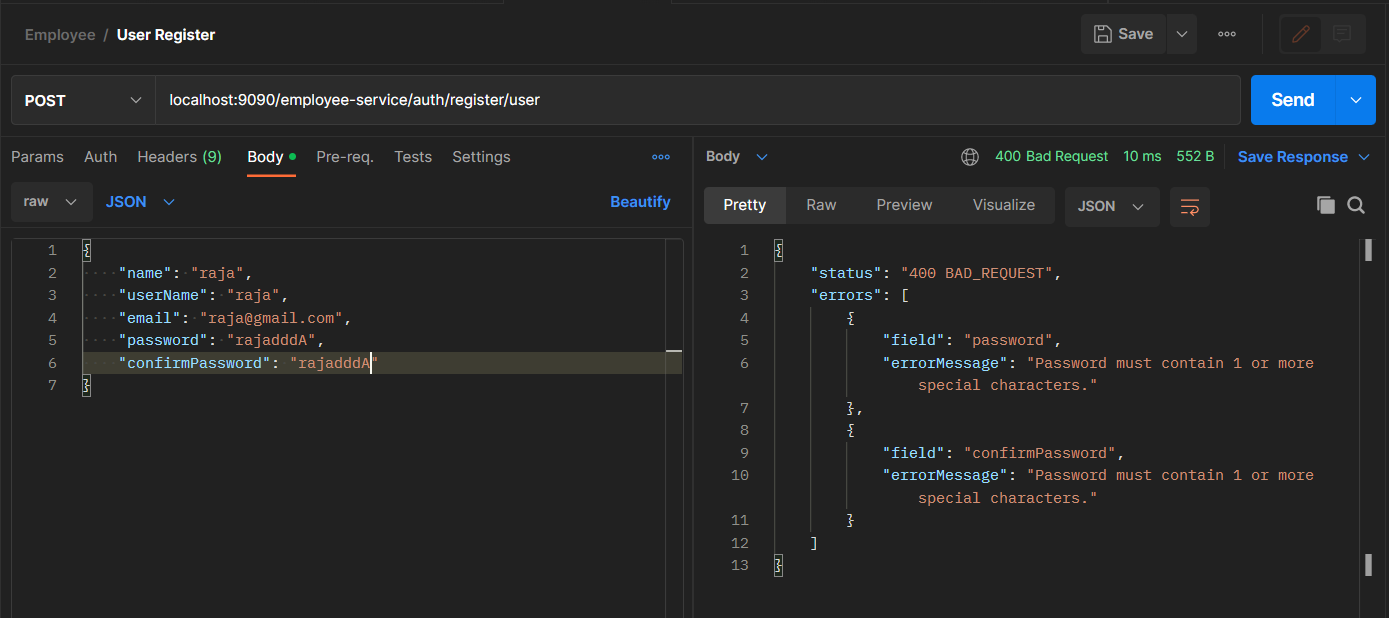 Employee / User Register
Save
POST
localhost:9090/employee-service/auth/register/user
Send
Params Auth Headers (9) Body Pre-req. Tests Settings
raw JSON Beautify
1 {
2 "name": "raja",
3 "userName": "raja",
4 "email": "raja@gmail.com",
5 "password": "rajadddA",
6 "confirmPassword": "rajadddA"
7 }
Body 400 Bad Request 10 ms 552 B Save Response
Pretty Raw Preview Visualize JSON
1 {
2 "status": "400 BAD_REQUEST",
3 "errors": [
4 {
5 "field": "password",
6 "errorMessage": "Password must contain 1 or more
special characters."
7 },
8 {
9 "field": "confirmPassword",
10 "errorMessage": "Password must contain 1 or more
special characters."
11 }
12 ]
13 }